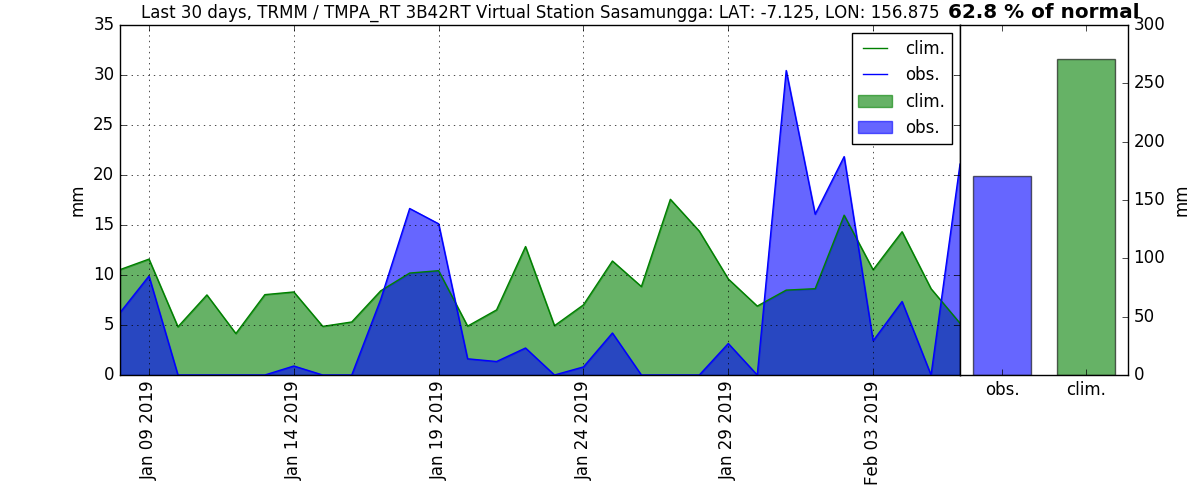 Last 30 days, TRMM / TMPA_RT 3B42RT Virtual Station Sasamungga: LAT: -7.125, LON: 156.875
62.8 % of normal
35
30
25
20
15
10
5
0
mm
clim.
obs.
clim.
obs.
Jan 09 2019
Jan 14 2019
Jan 19 2019
Jan 24 2019
Jan 29 2019
Feb 03 2019
300
250
200
150
100
50
0
mm
obs.
clim.